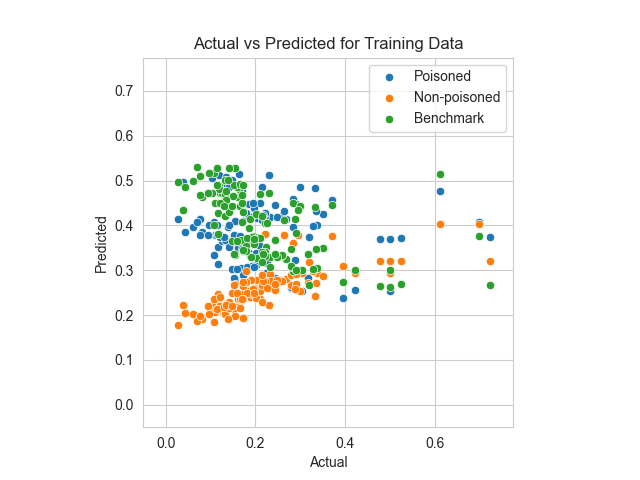 Actual vs Predicted for Training Data
Poisoned
Non-poisoned
Benchmark
0.7
0.6
0.5
0.4
0.3
0.2
0.1
0.0
Predicted
0.0 0.2 0.4 0.6
Actual